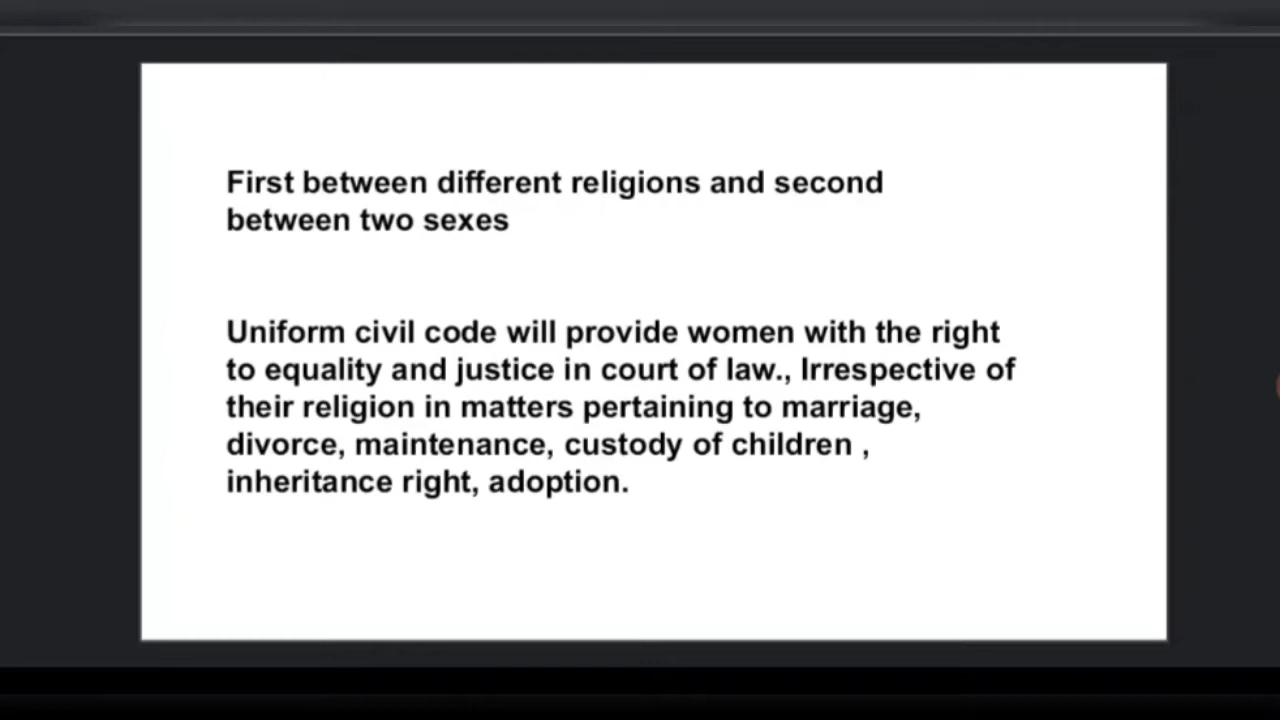 First between different religions and second
between two sexes
Uniform civil code will provide women with the right
to equality and justice in court of law., Irrespective of
their religion in matters pertaining to marriage,
divorce, maintenance, custody of children ,
inheritance right, adoption.